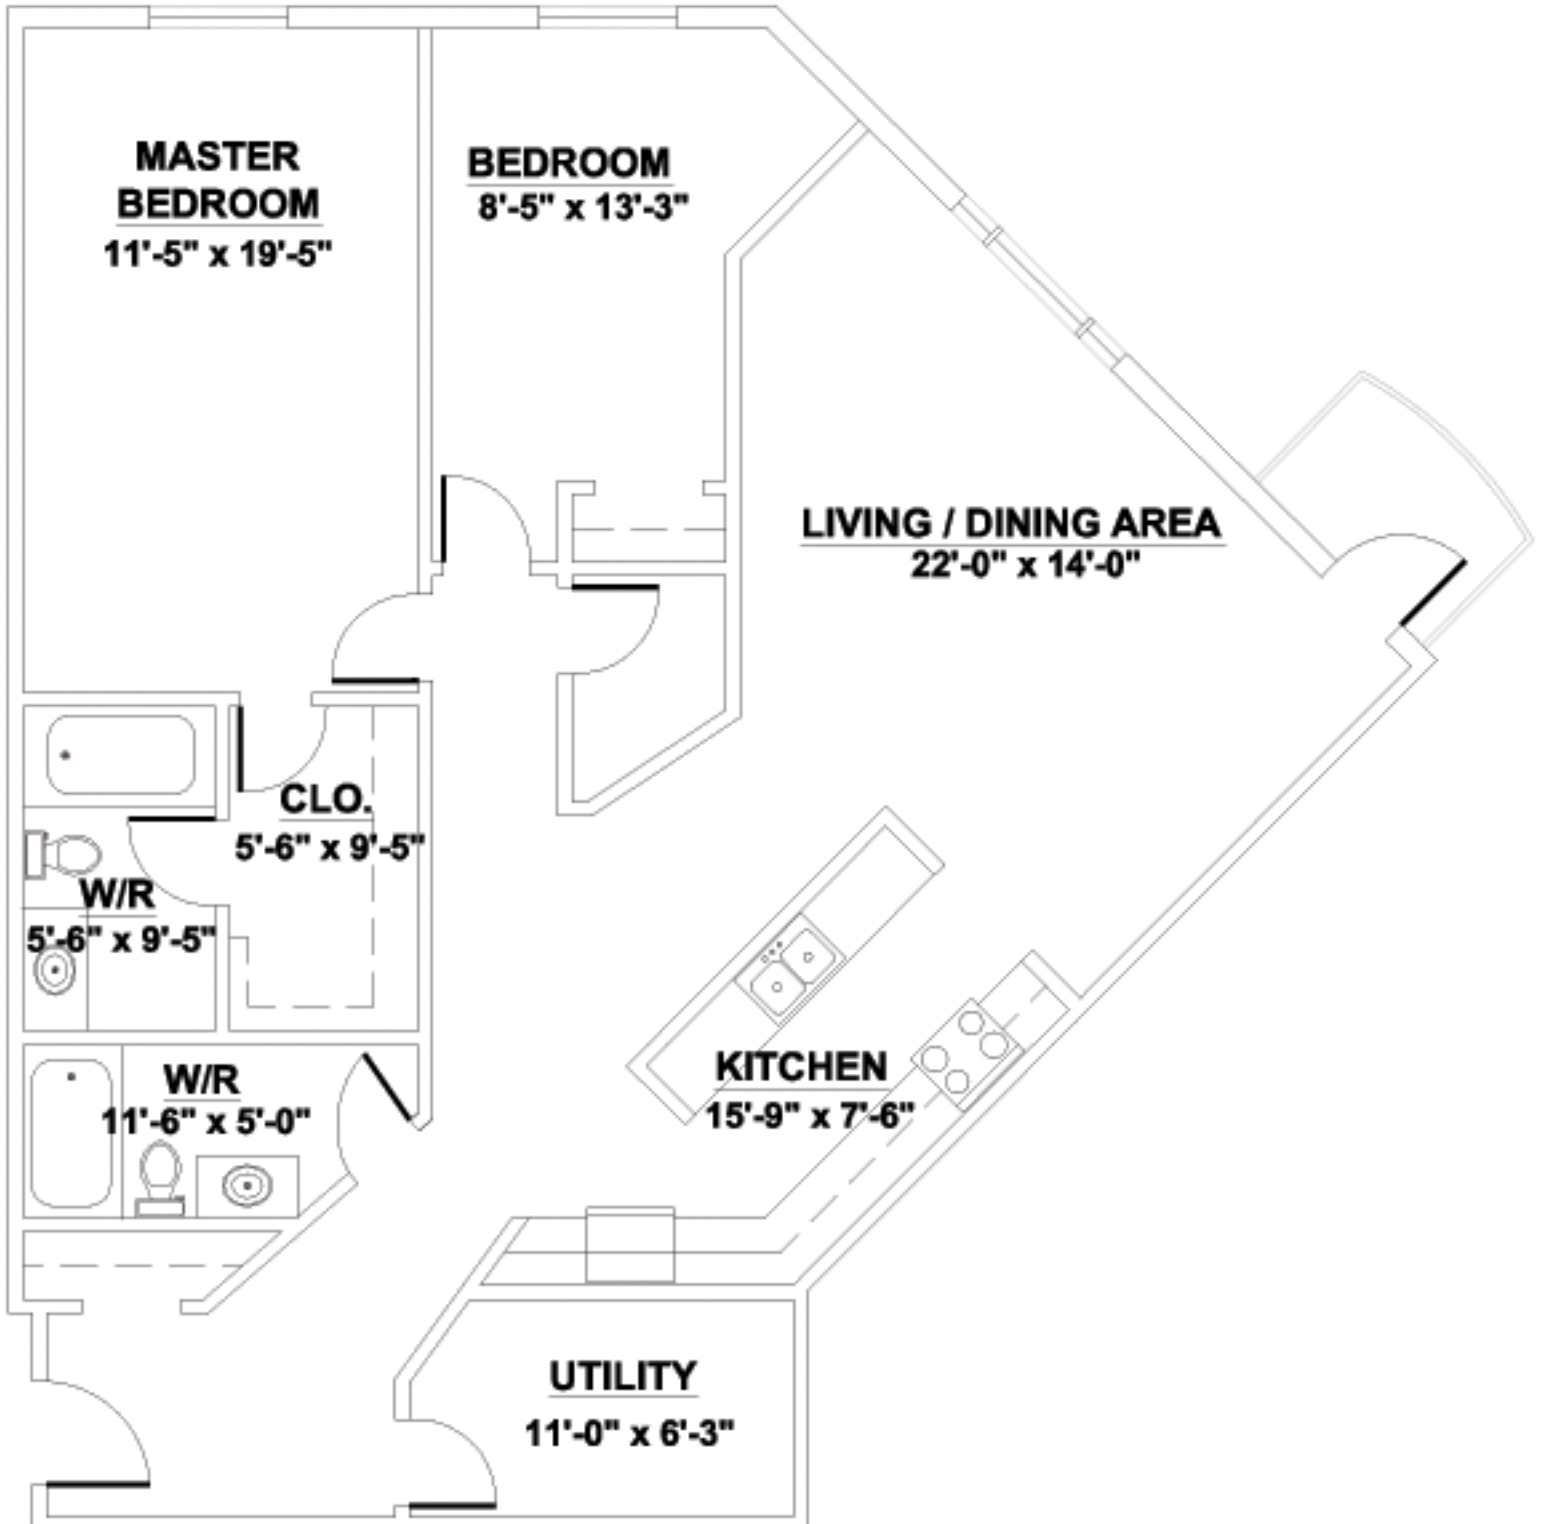 MASTER
BEDROOM
11'-5" x 19'-5"
BEDROOM
8'-5" x 13'-3"
LIVING / DINING AREA
22'-0" x 14'-0"
CLO.
5'-6" x 9'-5"
W/R
5'-6" x 9'-5"
W/R
11'-6" x 5'-0"
KITCHEN
15'-9" x 7'-6"
UTILITY
11'-0" x 6'-3"